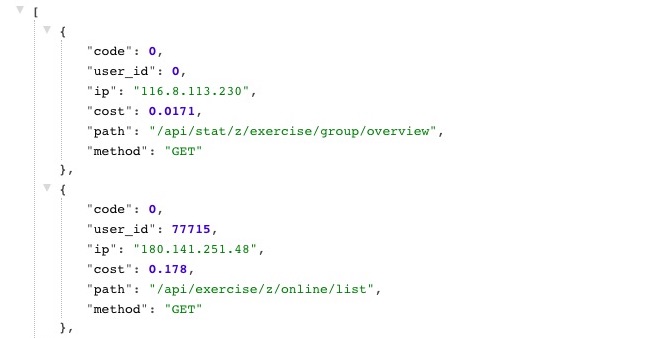 [
{
"code": 0,
"user_id": 0,
"ip": "116.8.113.230",
"cost": 0.0171,
"path": "/api/stat/z/exercise/group/overview",
"method": "GET"
},
{
"code": 0,
"user_id": 77715,
"ip": "180.141.251.48",
"cost": 0.178,
"path": "/api/exercise/z/online/list",
"method": "GET"
},